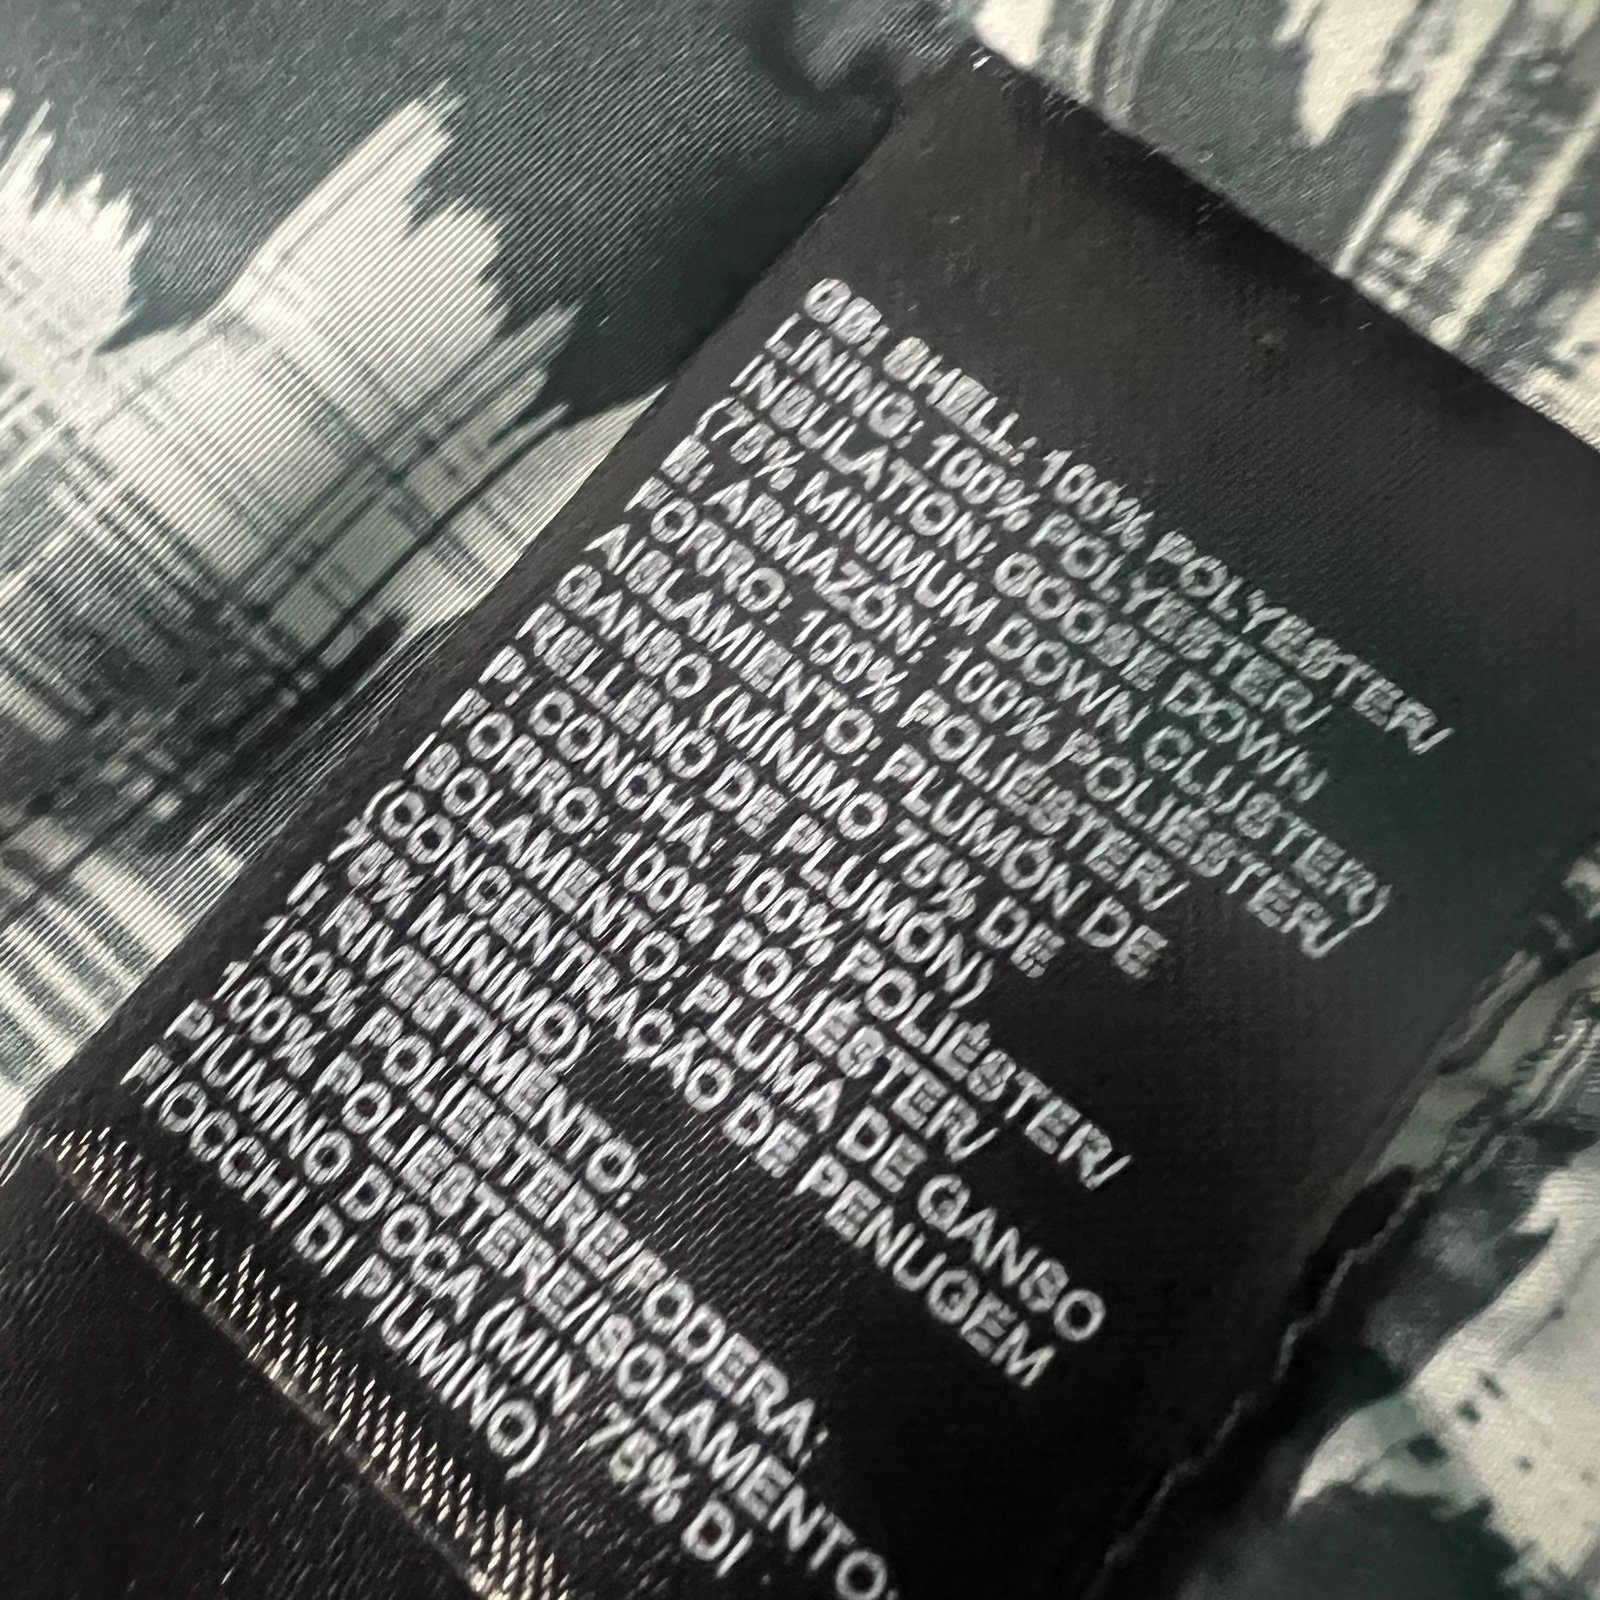 GB: SHELL: 100% POLYESTER/
LINING: 100% POLYESTER/
INSULATION: GOOSE DOWN
(75% MINIMUM DOWN CLUSTER)
E: ARMAZÓN: 100% POLIÉSTER/
FORRO: 100% POLIÉSTER/
AISLAMIENTO: PLUMÓN DE
GANSO (MÍNIMO 75% DE
RELLENO DE PLUMÓN)
P: CONCHA: 100% POLIÉSTER/
FORRO: 100% POLIÉSTER/
ISOLAMENTO: PLUMA DE GANSO
(CONCENTRAÇÃO DE PENUGEM
75% MÍNIMO)
I: RIVESTIMENTO:
100% POLIESTERE/FODERA:
100% POLIESTERE/ISOLAMENTO:
PIUMINO D'OCA (MIN. 75% DI
FIOCCHI DI PIUMINO)